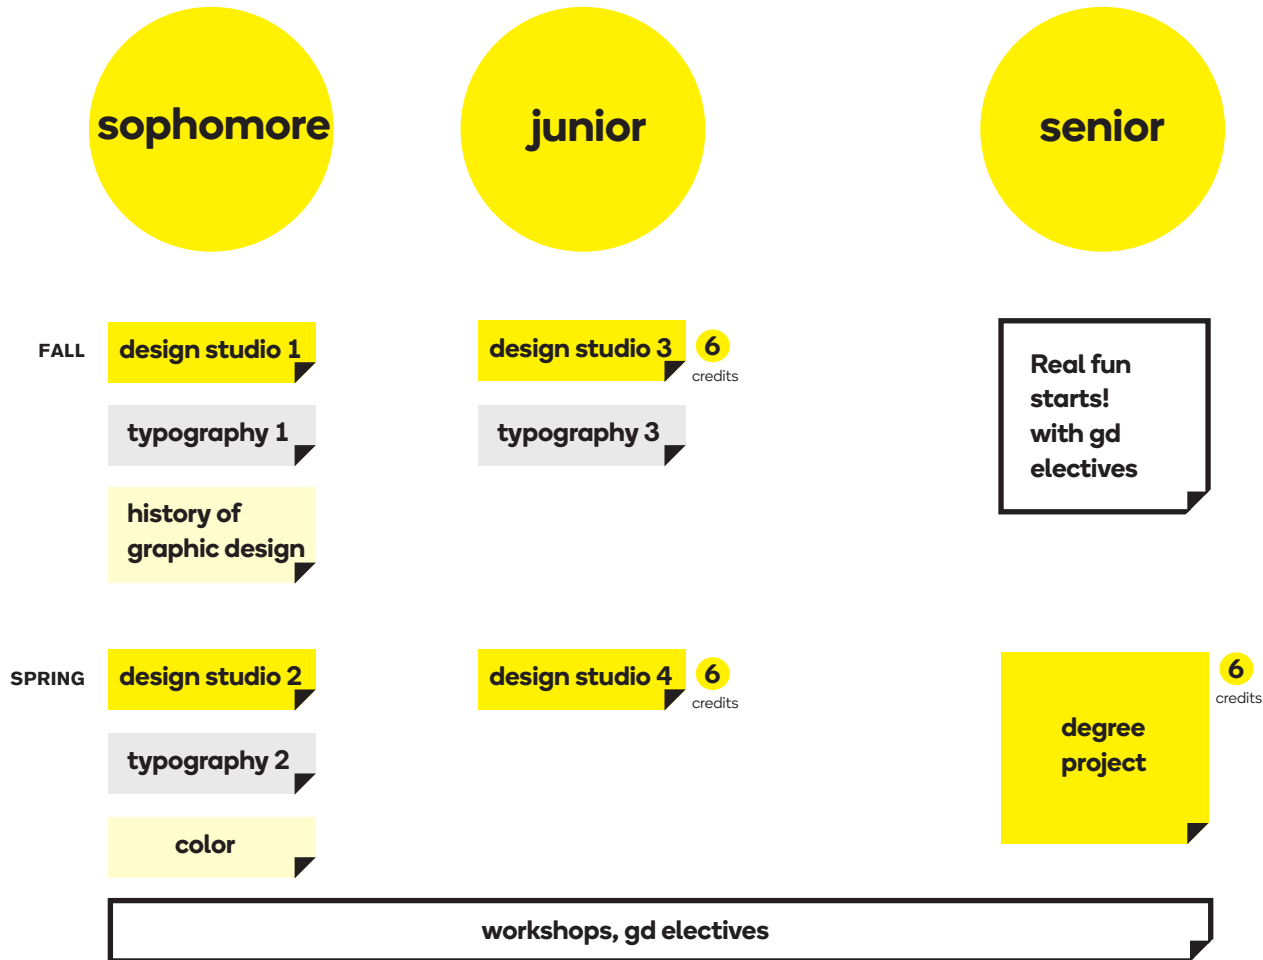 sophomore
junior
senior
FALL
design studio 1
design studio 3
6
credits
typography 1
typography 3
history of
graphic design
Real fun
starts!
with gd
electives
SPRING
design studio 2
design studio 4
6
credits
typography 2
color
degree
project
6
credits
workshops, gd electives